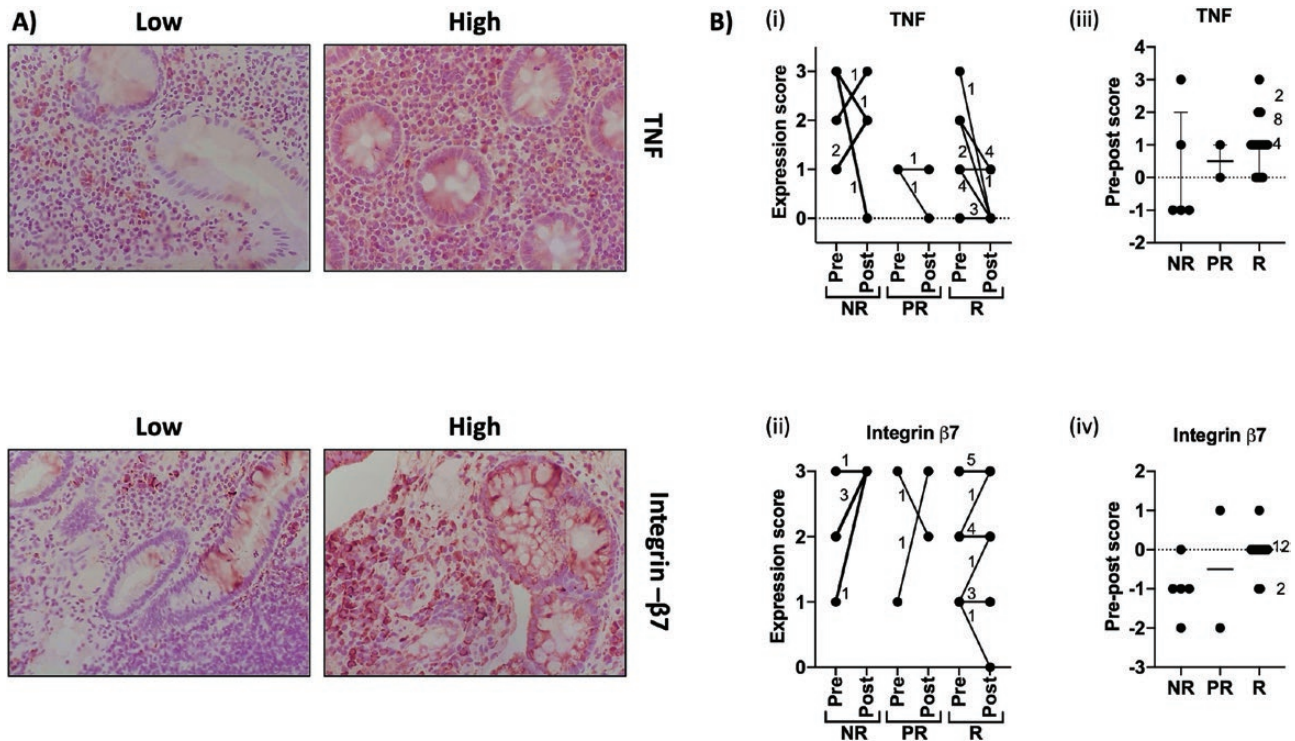 A)
Low
High
TNF
Low
High
Integrin –β7
B)
(i)
TNF
Expression score
3
2
1
0
1
1
2
1
1
1
1
4
2
1
4
3
Pre
Post
Pre
Post
Pre
Post
NR
PR
R
(iii)
TNF
Pre-post score
4
3
2
1
0
-1
-2
2
8
4
NR
PR
R
(ii)
Integrin β7
Expression score
3
2
1
0
1
3
1
1
1
5
1
4
1
3
1
Pre
Post
Pre
Post
Pre
Post
NR
PR
R
(iv)
Integrin β7
Pre-post score
2
1
0
-1
-2
-3
12
2
NR
PR
R